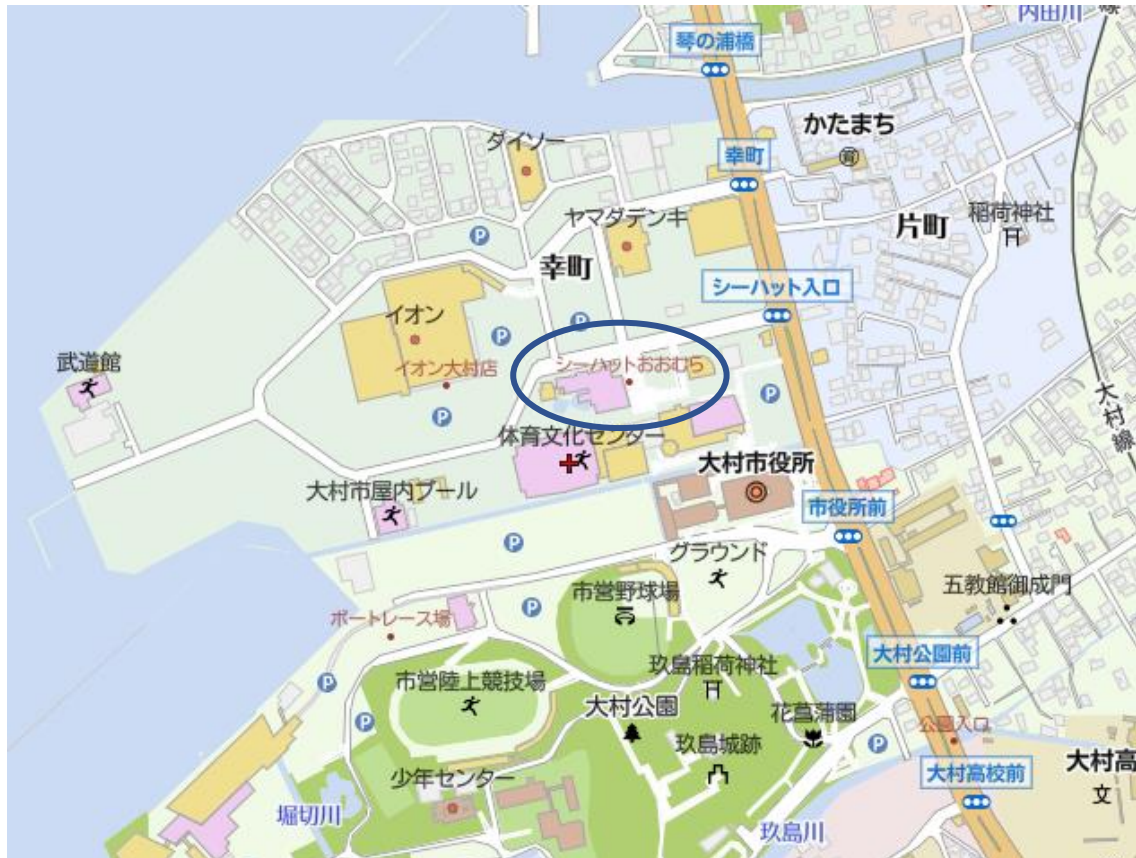 内田川
線
琴の浦橋
かたまち
ダイソー
幸町
ヤマダデンキ
稲荷神社
片町
幸町
シーハット入口
イオン
武道館
イオン大村店
シーハットおおむら
大村線
体育文化センター
大村市役所
大村市屋内プール
市役所前
グラウンド
市営野球場
五教館御成門
ボートレース場
大村公園前
玖島稲荷神社
市営陸上競技場
大村公園
花菖蒲園
公園入口
玖島城跡
大村高校前
大村高
少年センター
文
堀切川
玖島川
P
P
P
P
P
P
P
P
P
P